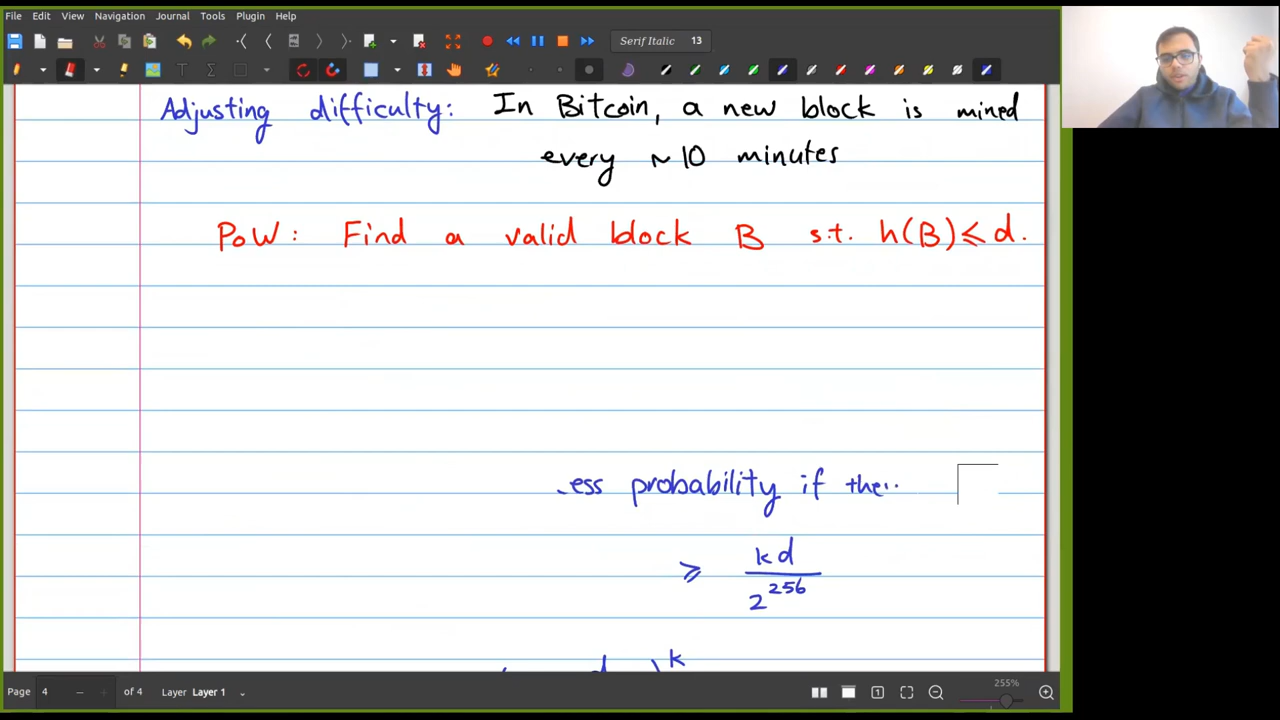 File Edit View Navigation Journal Tools Plugin Help
Serif Italic 13
Adjusting difficulty: In Bitcoin, a new block is mined
every ~10 minutes
PoW: Find a valid block B s.t. h(B)≤d.
probability if
≥ kd
2^256
k
Page 4 of 4 Layer Layer 1 255%